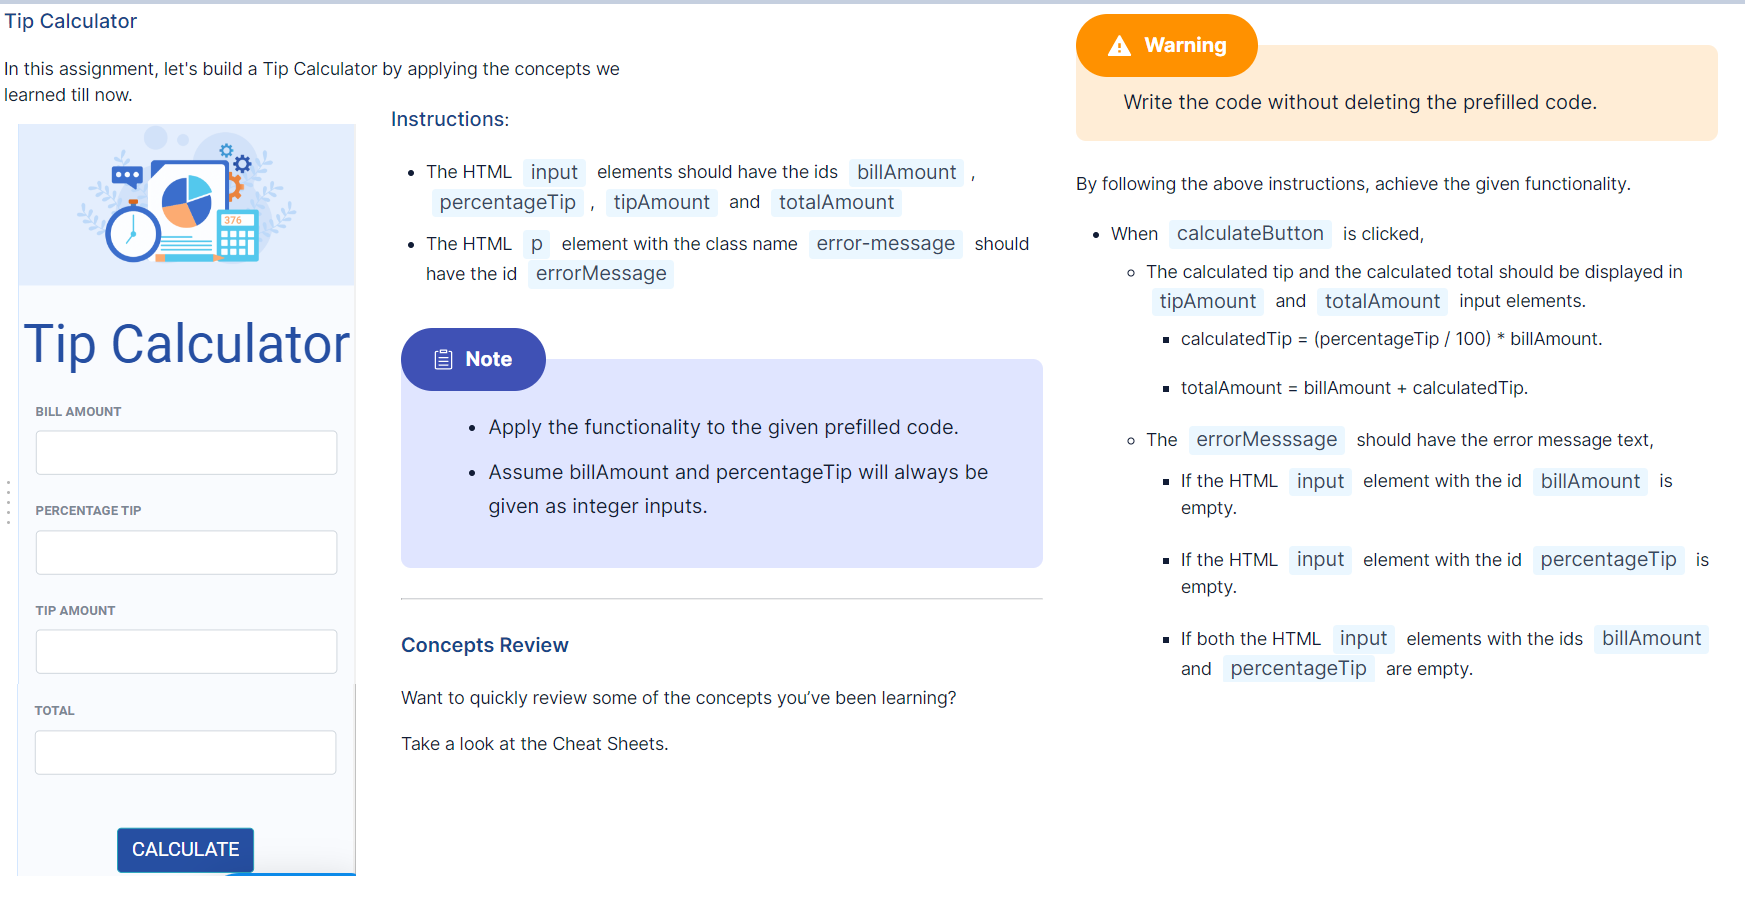 Tip Calculator
In this assignment, let's build a Tip Calculator by applying the concepts we
learned till now.
376
Tip Calculator
BILL AMOUNT
PERCENTAGE TIP
TIP AMOUNT
TOTAL
CALCULATE
Instructions:
• The HTML input elements should have the ids billAmount ,
percentageTip , tipAmount and totalAmount
• The HTML p element with the class name error-message should
have the id errorMessage
Note
• Apply the functionality to the given prefilled code.
• Assume billAmount and percentageTip will always be
given as integer inputs.
Concepts Review
Want to quickly review some of the concepts you’ve been learning?
Take a look at the Cheat Sheets.
Warning
Write the code without deleting the prefilled code.
By following the above instructions, achieve the given functionality.
• When calculateButton is clicked,
◦ The calculated tip and the calculated total should be displayed in
tipAmount and totalAmount input elements.
▪ calculatedTip = (percentageTip / 100) * billAmount.
▪ totalAmount = billAmount + calculatedTip.
◦ The errorMesssage should have the error message text,
▪ If the HTML input element with the id billAmount is
empty.
▪ If the HTML input element with the id percentageTip is
empty.
▪ If both the HTML input elements with the ids billAmount
and percentageTip are empty.